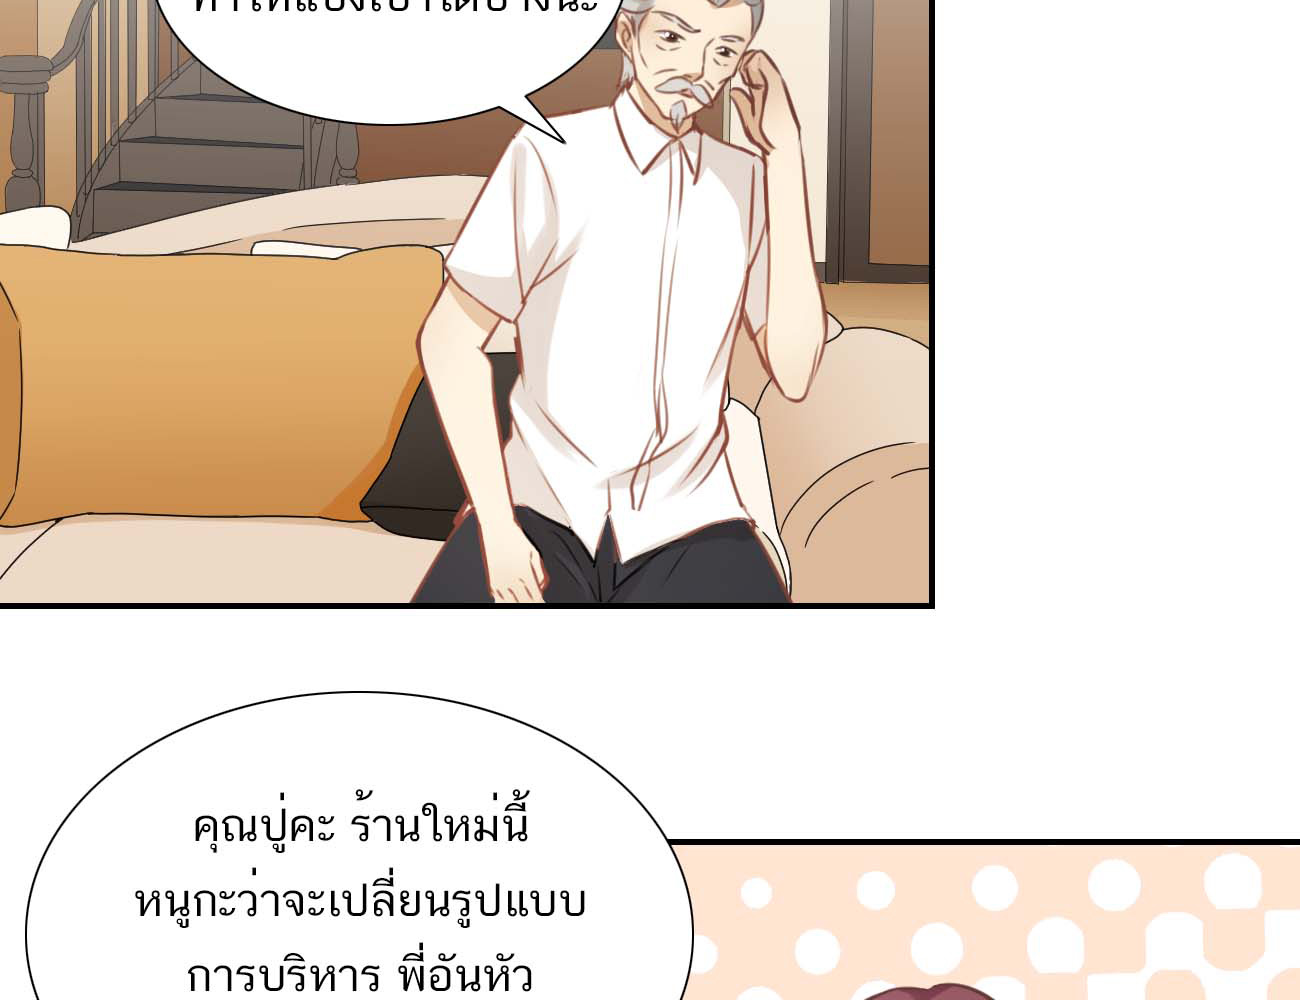 คุณปู่คะ ร้านใหม่นี้
หนูกะว่าจะเปลี่ยนรูปแบบ
การบริหาร พี่อันหัว